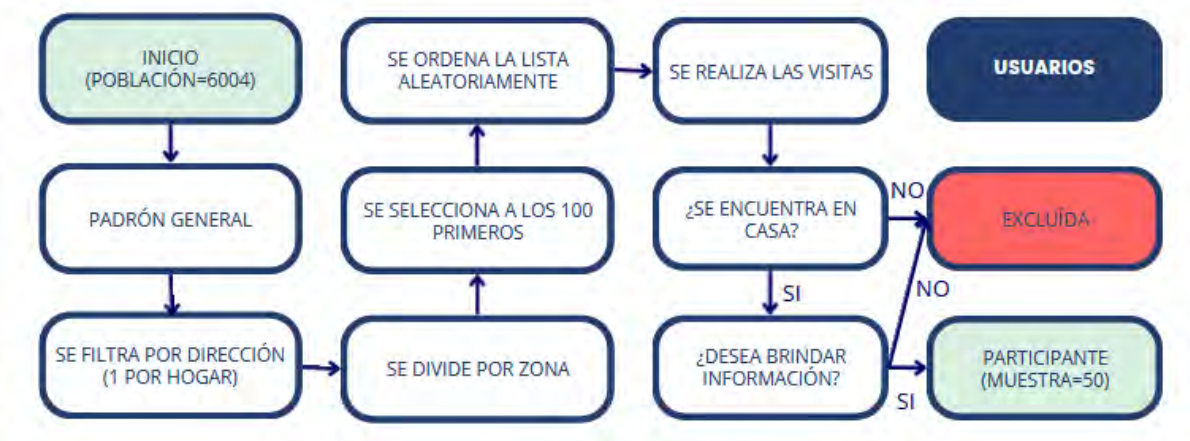 INICIO
(POBLACIÓN=6004)
PADRÓN GENERAL
SE FILTRA POR DIRECCIÓN
(1 POR HOGAR)
SE DIVIDE POR ZONA
SE SELECCIONA A LOS 100
PRIMEROS
SE ORDENA LA LISTA
ALEATORIAMENTE
SE REALIZA LAS VISITAS
¿SE ENCUENTRA EN
CASA?
NO
SI
¿DESEA BRINDAR
INFORMACIÓN?
NO
SI
USUARIOS
EXCLUÍDA
PARTICIPANTE
(MUESTRA=50)